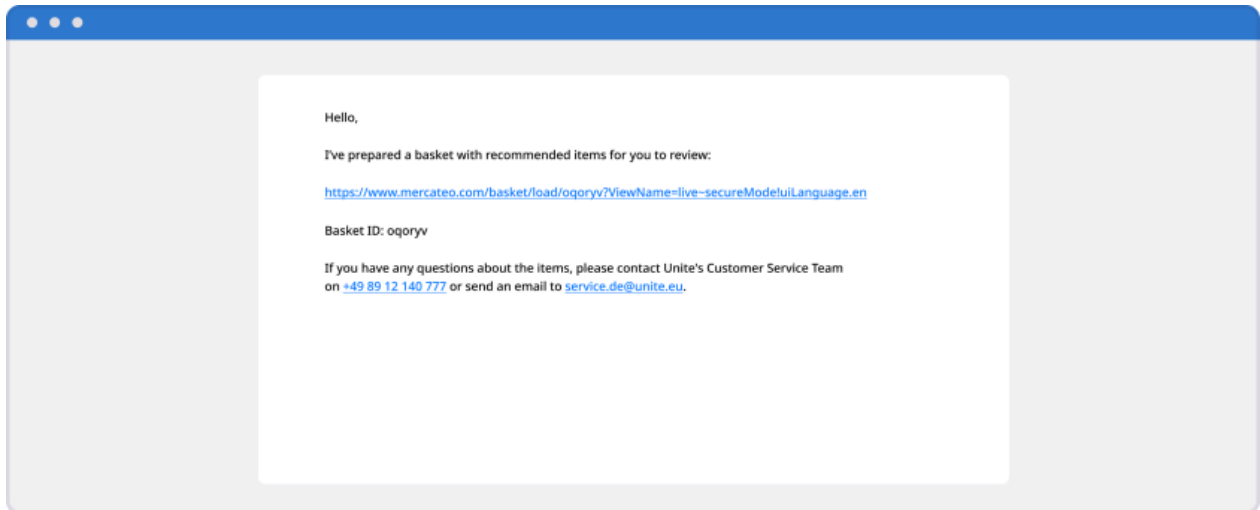 Hello,
I've prepared a basket with recommended items for you to review:
https://www.mercateo.com/basket/load/oqoryv?ViewName=live~secureMode!uiLanguage.en
Basket ID: oqoryv
If you have any questions about the items, please contact Unite's Customer Service Team
on +49 89 12 140 777 or send an email to service.de@unite.eu.